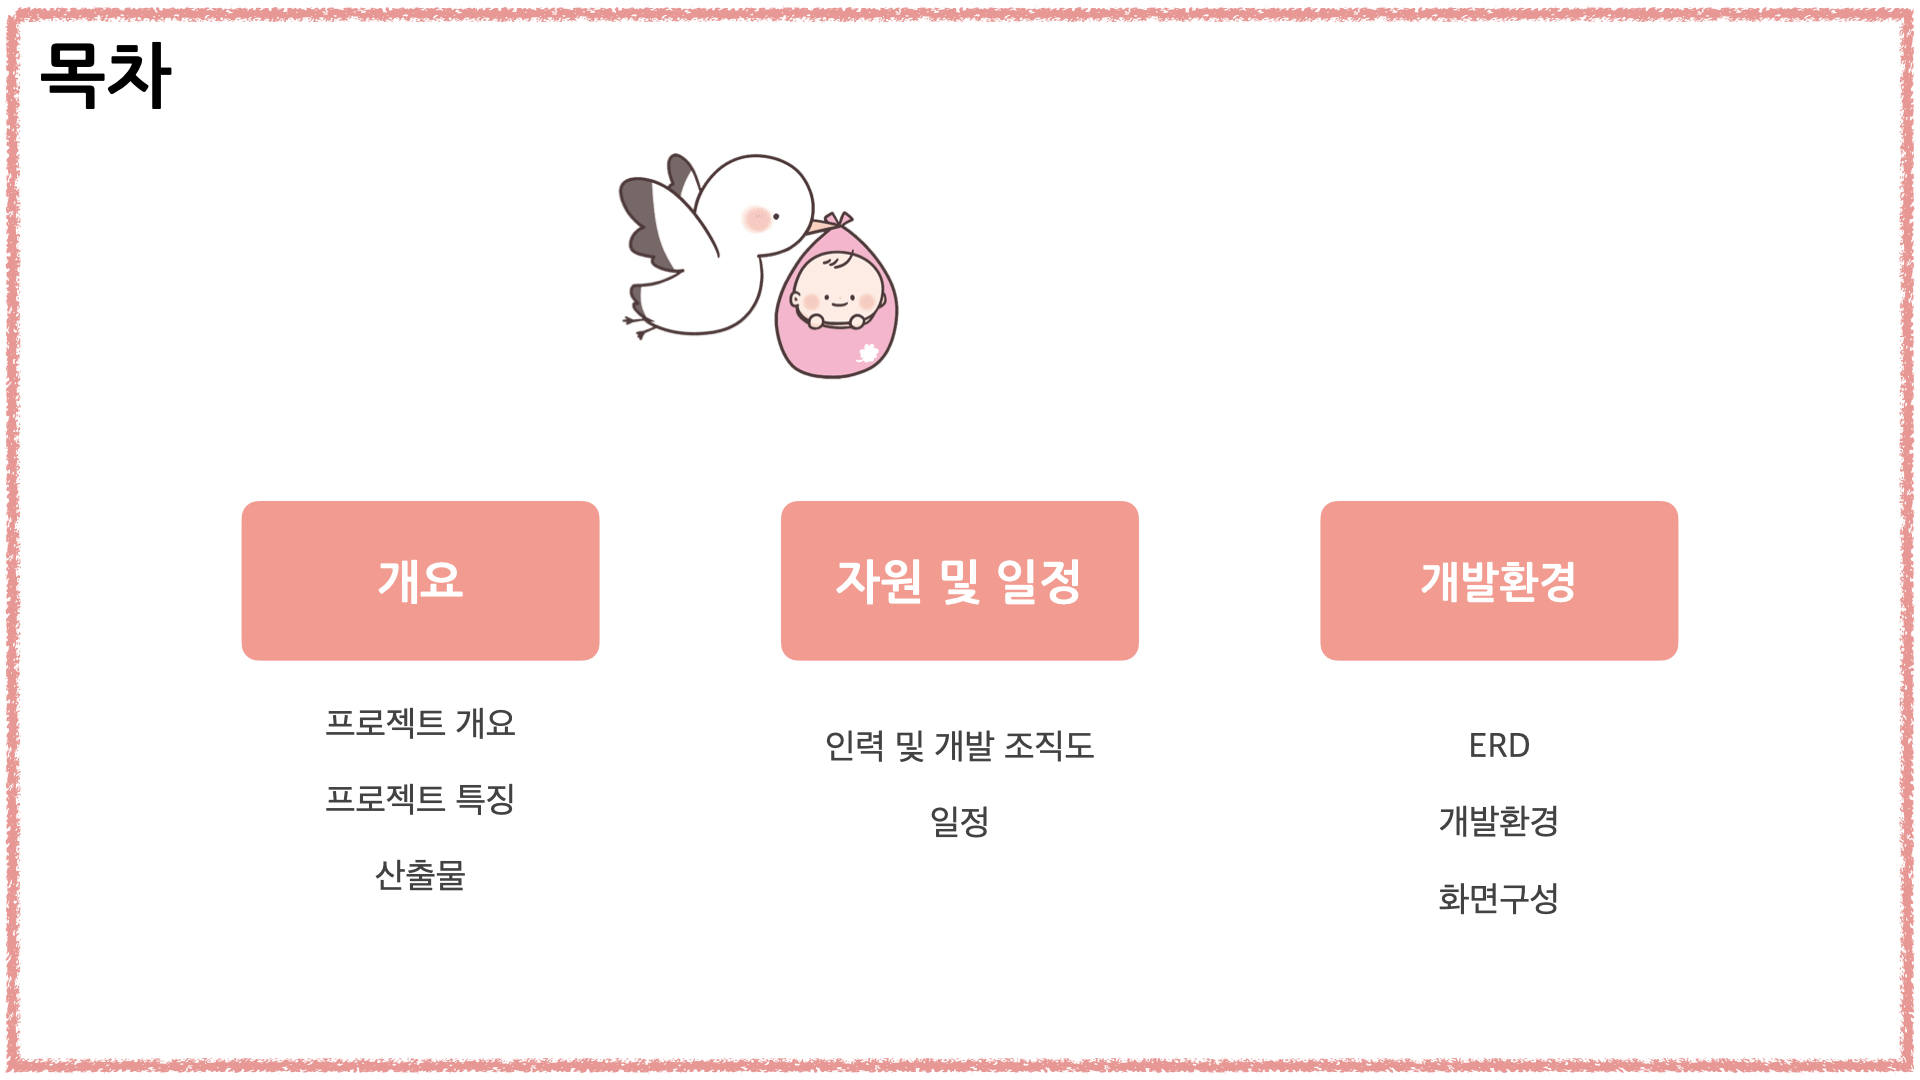 목차
개요
프로젝트 개요
프로젝트 특징
산출물
자원 및 일정
인력 및 개발 조직도
일정
개발환경
ERD
개발환경
화면구성